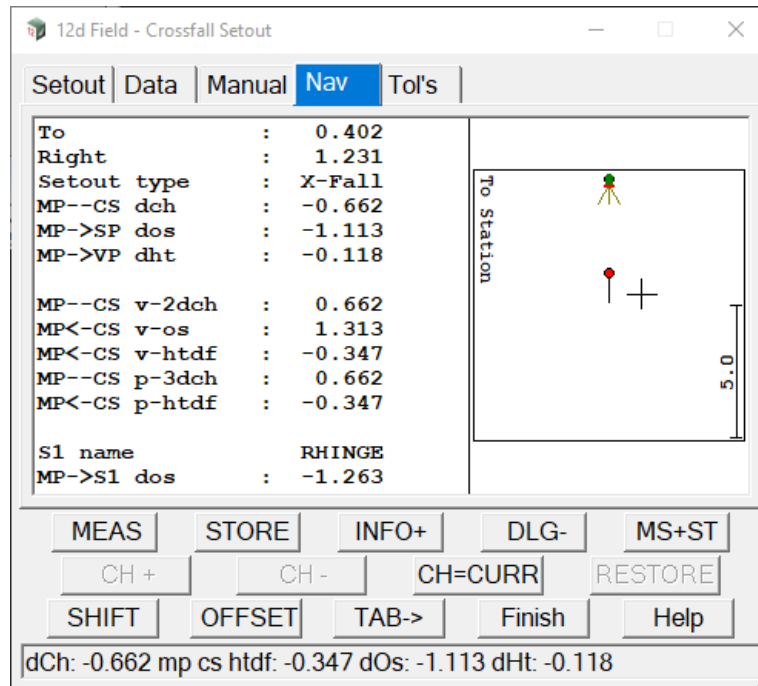 12d Field - Crossfall Setout
Setout Data Manual Nav Tol's
To : 0.402
Right : 1.231
Setout type : X-Fall
MP--CS dch : -0.662
MP->SP dos : -1.113
MP->VP dht : -0.118
MP--CS v-2dch : 0.662
MP<-CS v-os : 1.313
MP<-CS v-htdf : -0.347
MP--CS p-3dch : 0.662
MP<-CS p-htdf : -0.347
S1 name RHINGE
MP->S1 dos : -1.263
To Station
5.0
MEAS STORE INFO+ DLG- MS+ST
CH + CH - CH=CURR RESTORE
SHIFT OFFSET TAB-> Finish Help
dCh: -0.662 mp cs htdf: -0.347 dOs: -1.113 dHt: -0.118